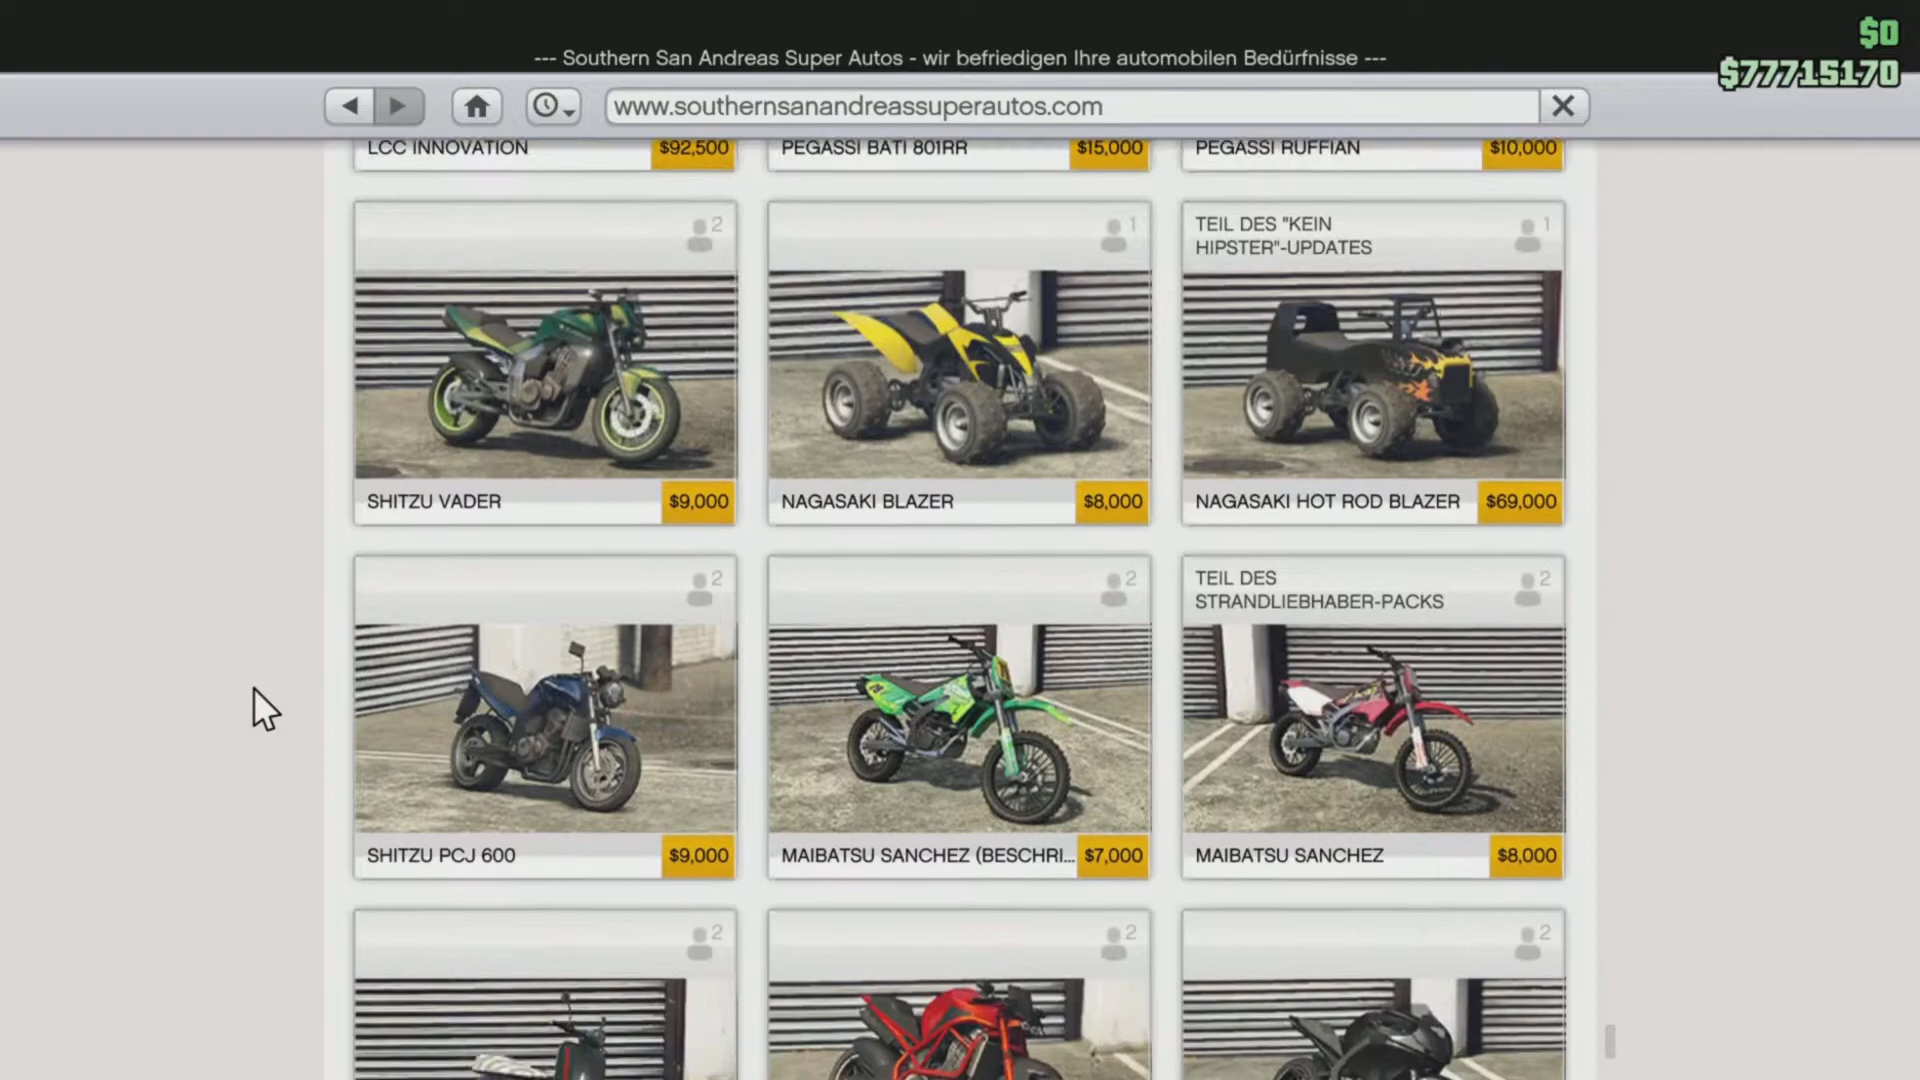 $0
--- Southern San Andreas Super Autos - wir befriedigen Ihre automobilen Bedürfnisse ---
$77715170
www.southernsanandreassuperautos.com
LCC INNOVATION $92,500
PEGASSI BATI 801RR $15,000
PEGASSI RUFFIAN $10,000
2
1
TEIL DES "KEIN
HIPSTER"-UPDATES
1
SHITZU VADER $9,000
NAGASAKI BLAZER $8,000
NAGASAKI HOT ROD BLAZER $69,000
2
2
TEIL DES
STRANDLIEBHABER-PACKS
2
SHITZU PCJ 600 $9,000
MAIBATSU SANCHEZ (BESCHRI... $7,000
MAIBATSU SANCHEZ $8,000
2
2
2